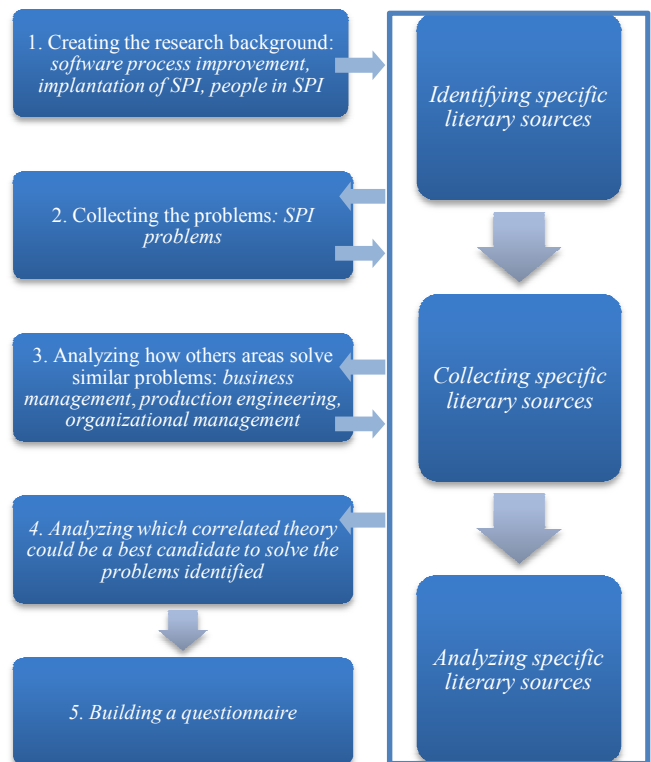 1. Creating the research background:
software process improvement,
implantation of SPI, people in SPI
2. Collecting the problems: SPI
problems
3. Analyzing how others areas solve
similar problems: business
management, production engineering,
organizational management
4. Analyzing which correlated theory
could be a best candidate to solve the
problems identified
5. Building a questionnaire
Identifying specific
literary sources
Collecting specific
literary sources
Analyzing specific
literary sources